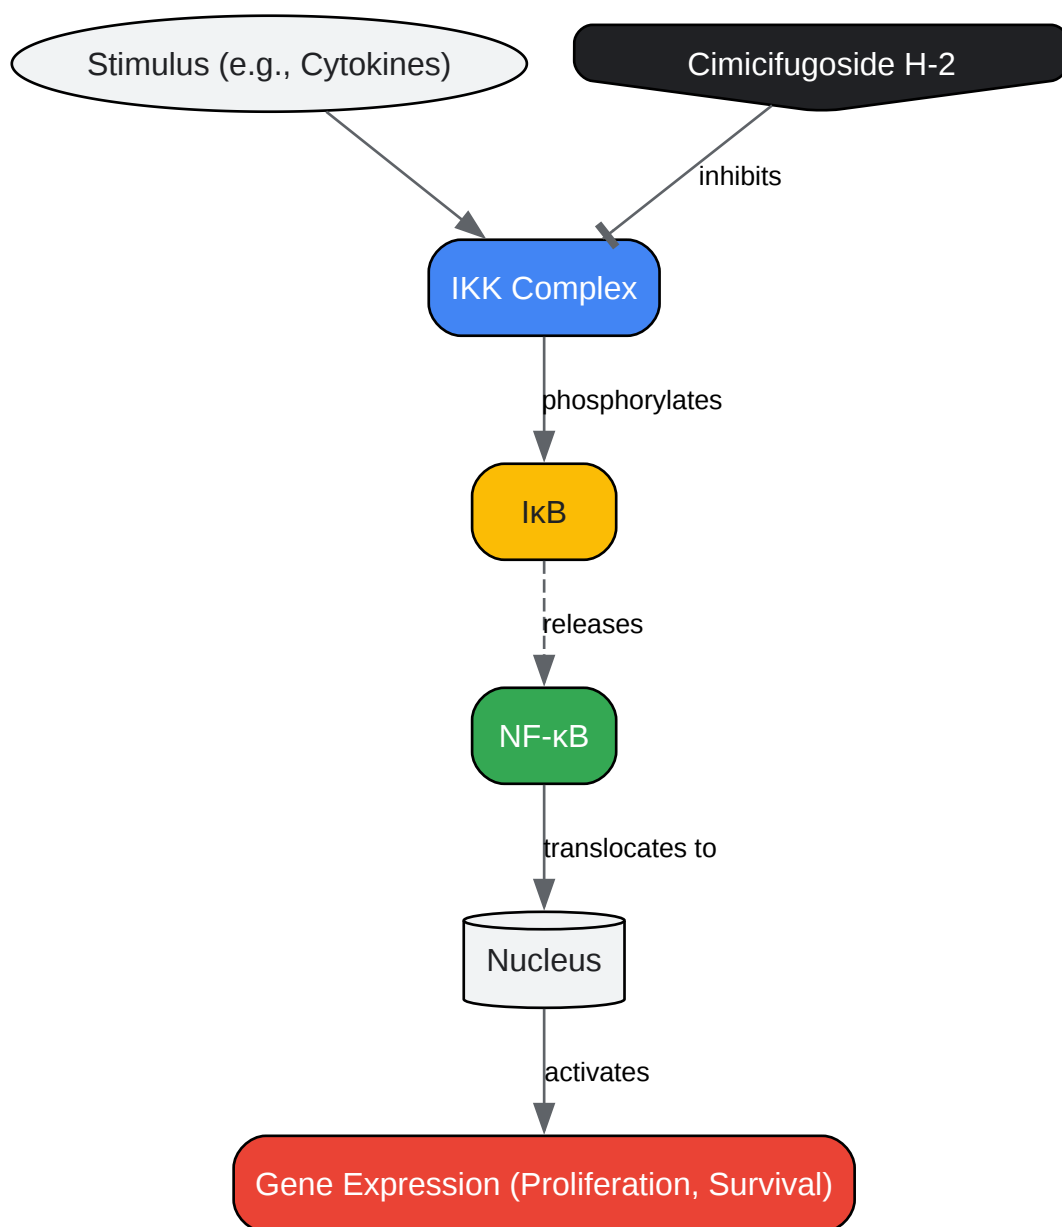 Stimulus (e.g., Cytokines)
Cimicifugoside H-2
inhibits
IKK Complex
phosphorylates
IκB
releases
NF-κB
translocates to
Nucleus
activates
Gene Expression (Proliferation, Survival)